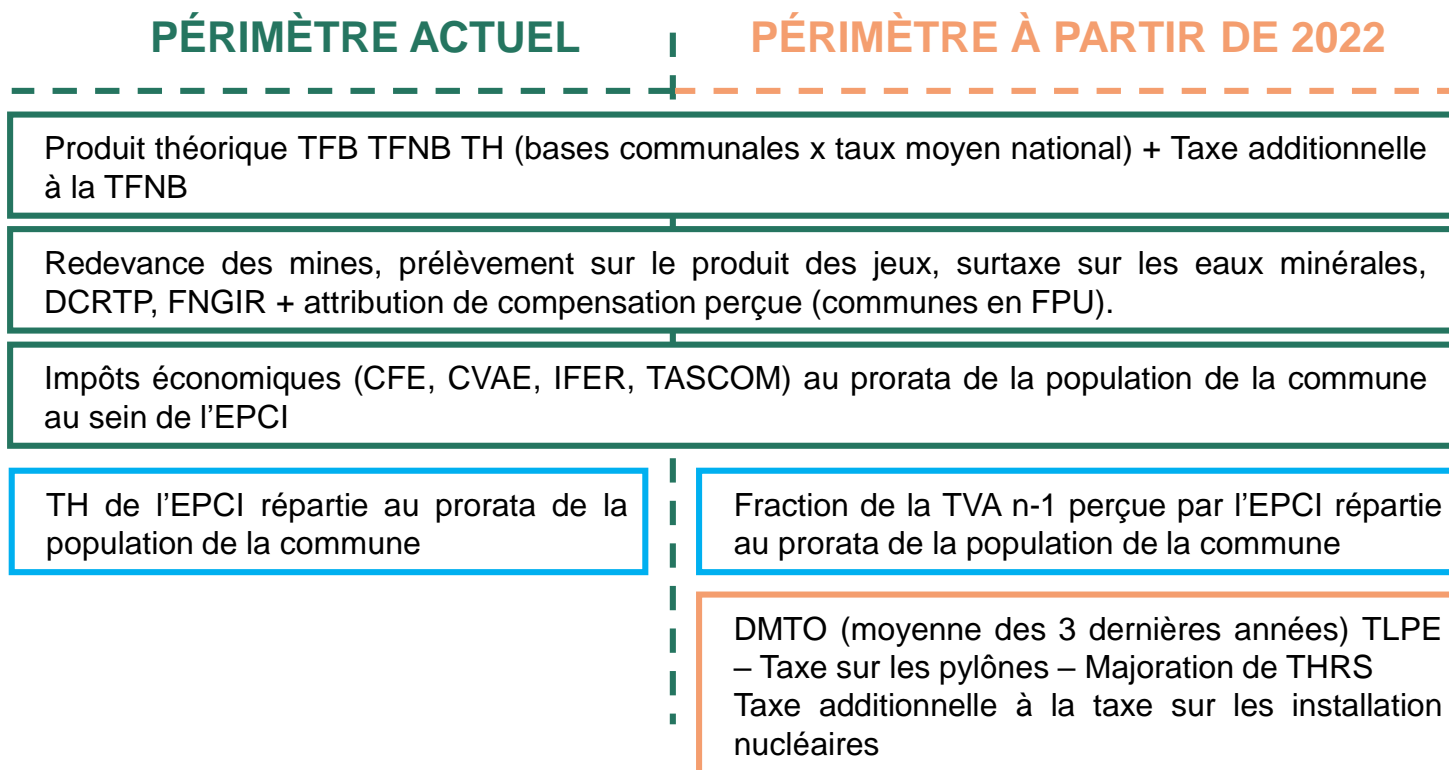 PÉRIMÈTRE ACTUEL
PÉRIMÈTRE À PARTIR DE 2022
Produit théorique TFB TFNB TH (bases communales x taux moyen national) + Taxe additionnelle
à la TFNB
Redevance des mines, prélèvement sur le produit des jeux, surtaxe sur les eaux minérales,
DCRTP, FNGIR + attribution de compensation perçue (communes en FPU).
Impôts économiques (CFE, CVAE, IFER, TASCOM) au prorata de la population de la commune
au sein de l’EPCI
TH de l’EPCI répartie au prorata de la
population de la commune
Fraction de la TVA n-1 perçue par l’EPCI répartie
au prorata de la population de la commune
DMTO (moyenne des 3 dernières années) TLPE
– Taxe sur les pylônes – Majoration de THRS
Taxe additionnelle à la taxe sur les installation
nucléaires